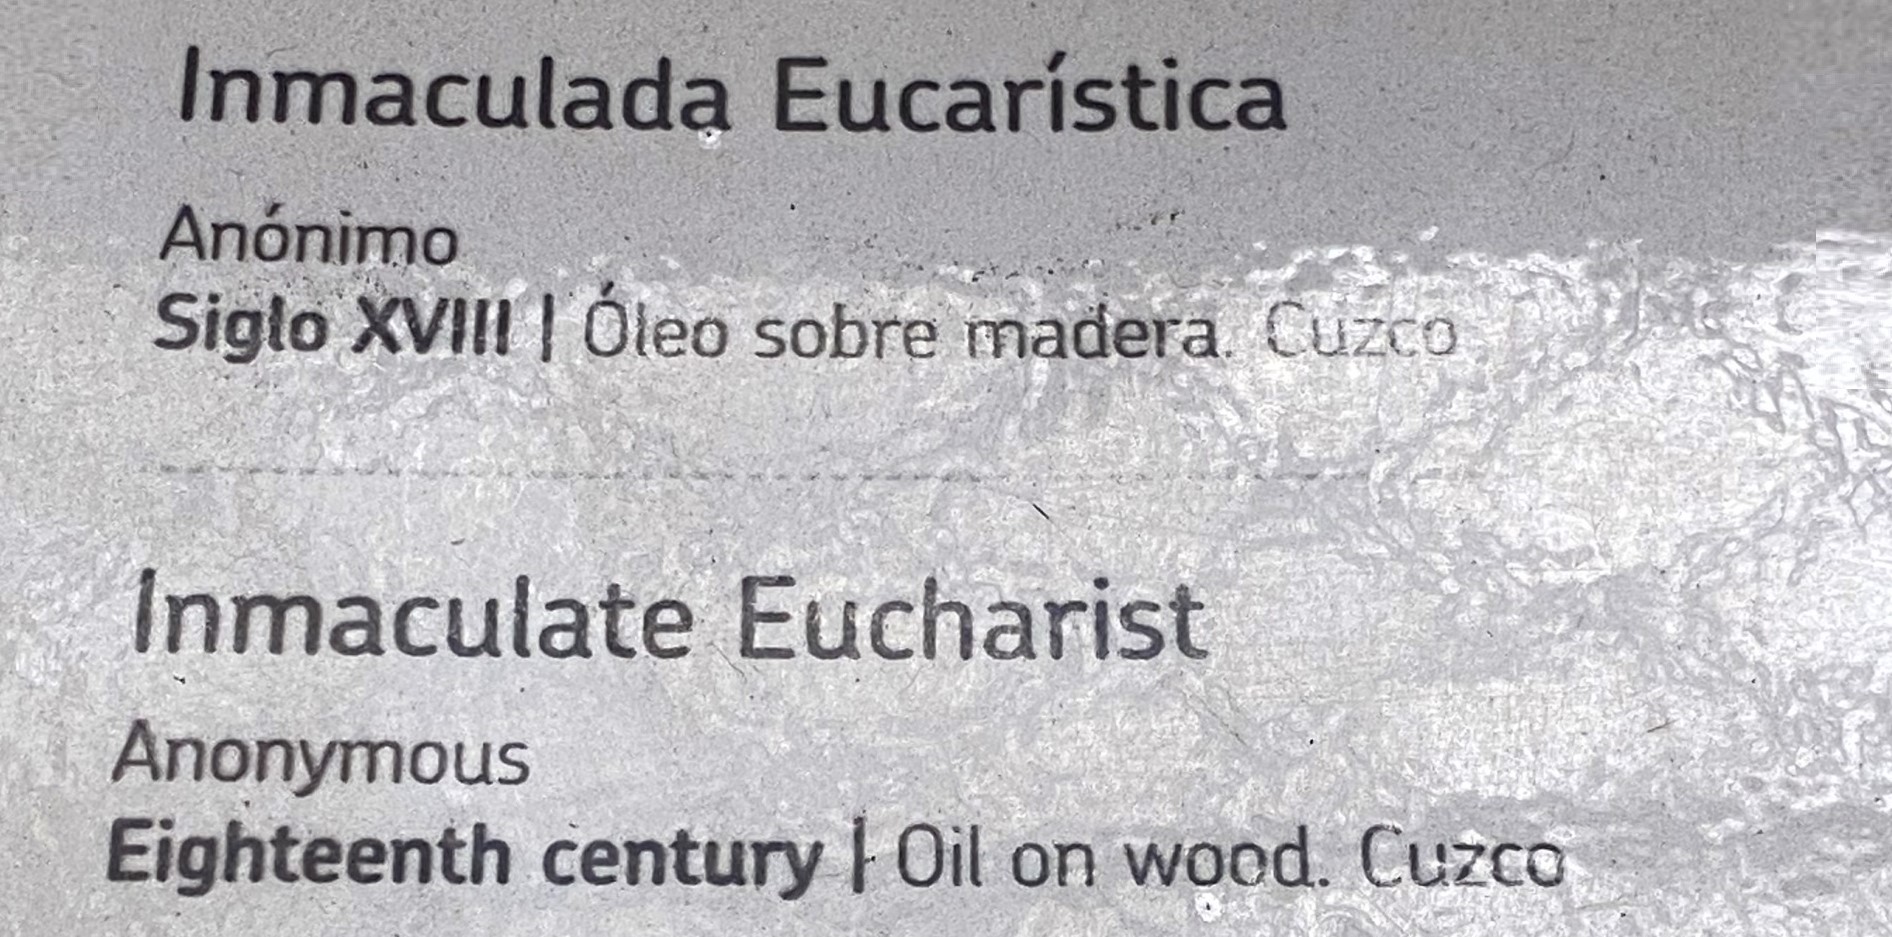 Inmaculada Eucarística
Anónimo
Siglo XVIII | Óleo sobre madera. Cuzco
Inmaculate Eucharist
Anonymous
Eighteenth century | Oil on wood. Cuzco